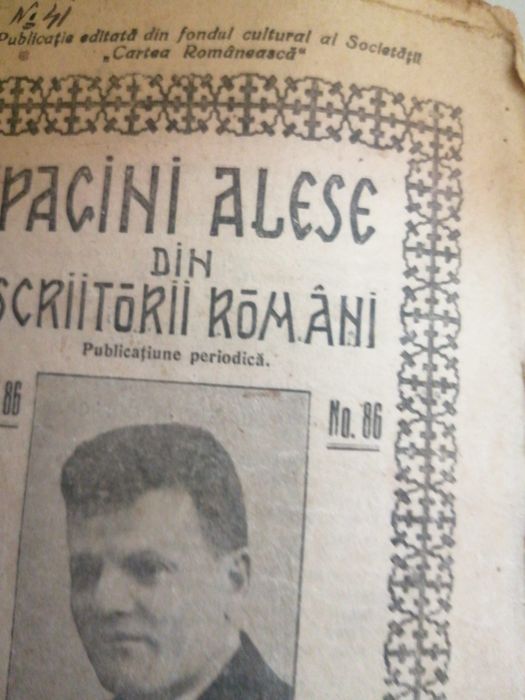 No 41
Publicație editată din fondul cultural al Societății
„Cartea Românească"
PAGINI ALESE
DIN
SCRIITORII ROMÂNI
Publicațiune periodică.
86
No. 86